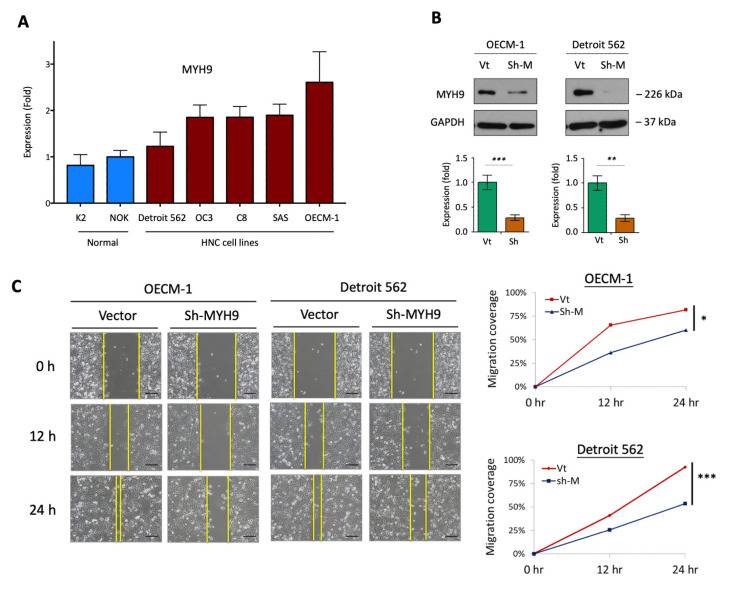 A
MYH9
Expression (Fold)
3
2
1
0
K2 NOK Detroit 562 OC3 C8 SAS OECM-1
Normal HNC cell lines
B
OECM-1 Detroit 562
Vt Sh-M Vt Sh-M
MYH9 – 226 kDa
GAPDH – 37 kDa
Expression (fold)
1.5
1.0
0.5
0.0
***
Vt Sh
Expression (fold)
1.5
1.0
0.5
0.0
**
Vt Sh
C
OECM-1 Detroit 562
Vector Sh-MYH9 Vector Sh-MYH9
0 h
12 h
24 h
OECM-1
Migration coverage
100%
75%
50%
25%
0%
Vt
Sh-M
*
0 hr 12 hr 24 hr
Detroit 562
Migration coverage
100%
75%
50%
25%
0%
Vt
sh-M
***
0 hr 12 hr 24 hr